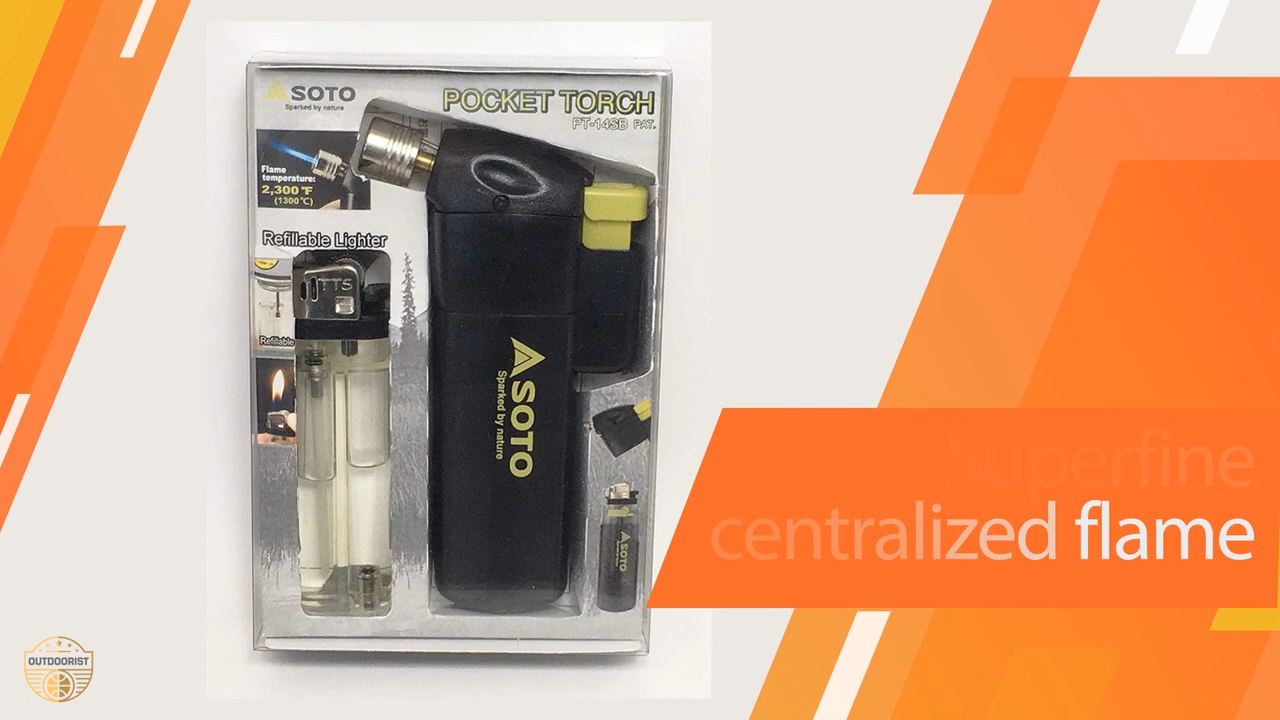 SOTO
Sparked by nature
POCKET TORCH
PT-14SB PAT.
Flame
temperature:
2,300°F
(1300°C)
Refillable Lighter
TTS
Refillable
SOTO
Sparked by nature
SOTO
Superfine
centralized flame
OUTDOORIST